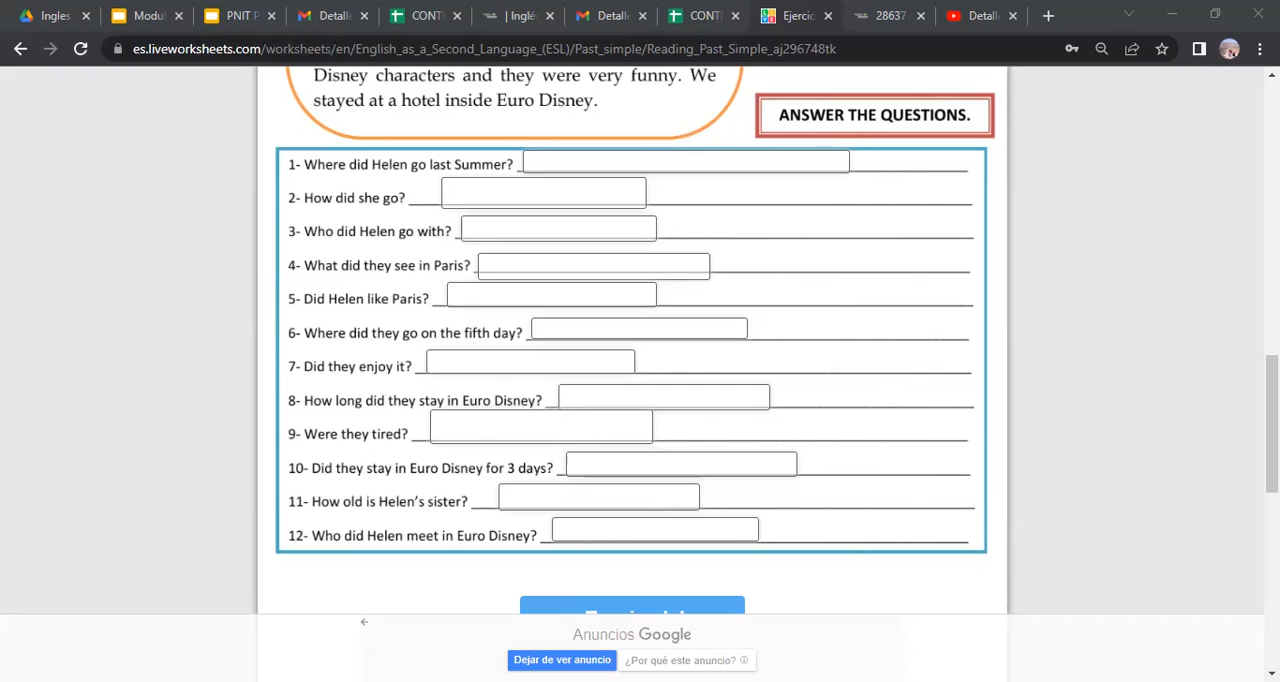 Ingles
Modul
PNIT P
Detalle
CONTI
| Inglés
Detalle
CONTI
Ejercic
28637
Detall
es.liveworksheets.com/worksheets/en/English_as_a_Second_Language_(ESL)/Past_simple/Reading_Past_Simple_aj296748tk
Disney characters and they were very funny. We
stayed at a hotel inside Euro Disney.
ANSWER THE QUESTIONS.
1- Where did Helen go last Summer?
2- How did she go?
3- Who did Helen go with?
4- What did they see in Paris?
5- Did Helen like Paris?
6- Where did they go on the fifth day?
7- Did they enjoy it?
8- How long did they stay in Euro Disney?
9- Were they tired?
10- Did they stay in Euro Disney for 3 days?
11- How old is Helen's sister?
12- Who did Helen meet in Euro Disney?
Anuncios Google
Dejar de ver anuncio
¿Por qué este anuncio?